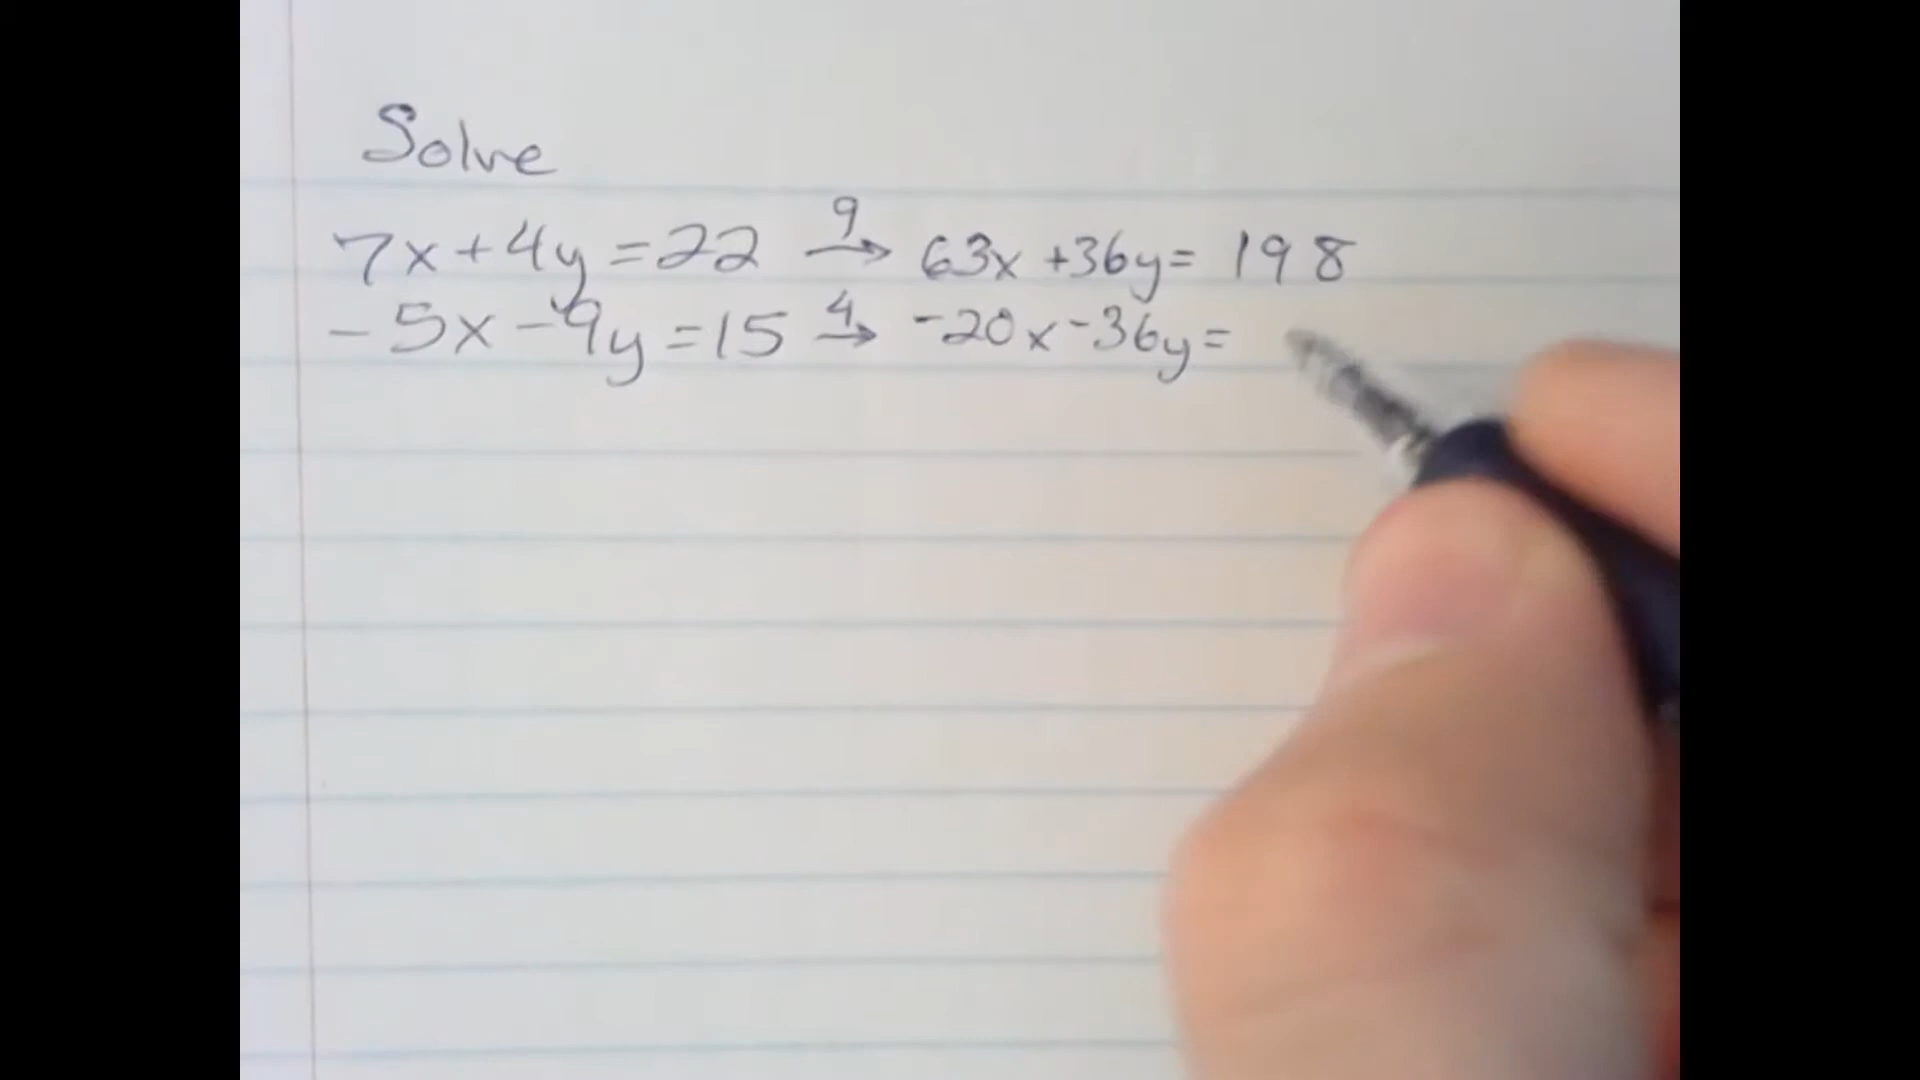 Solve
7x+4y=22 9→ 63x+36y= 198
-5x-9y=15 4→ -20x-36y=